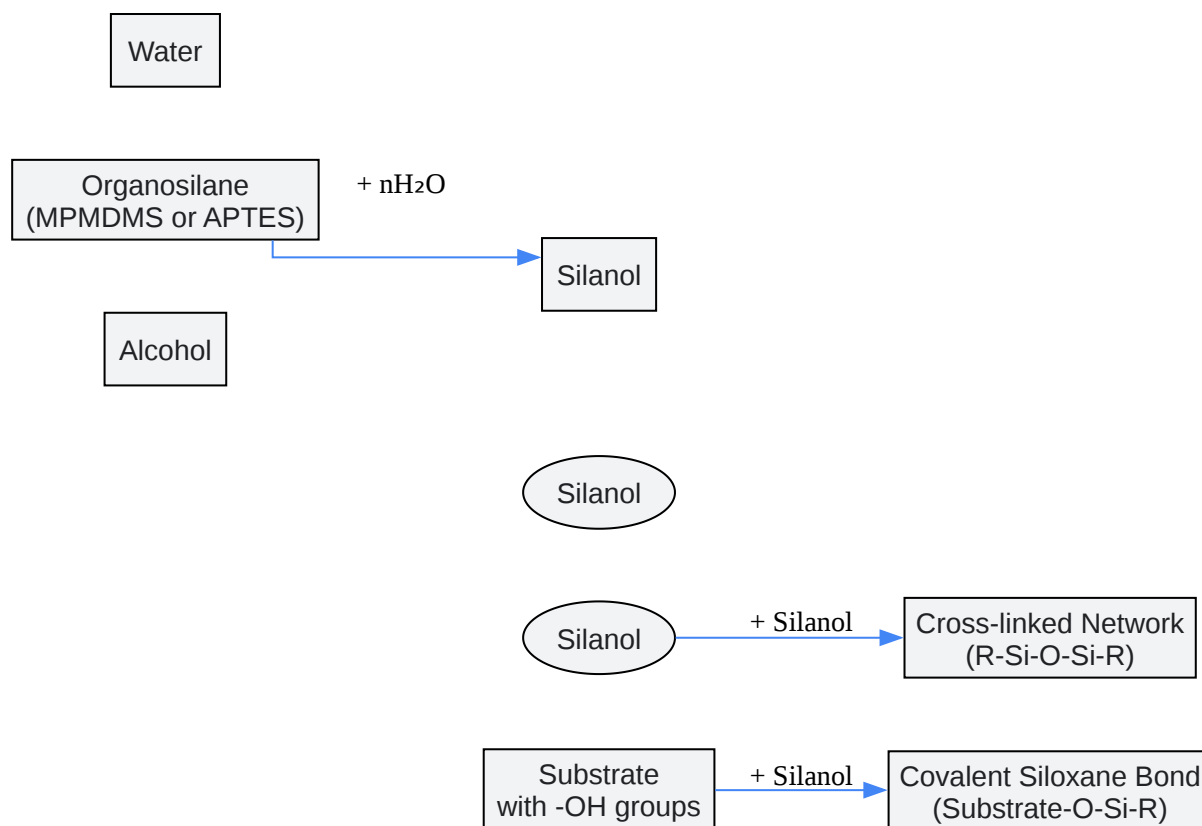 Water
Organosilane
(MPMDMS or APTES)
+ nH₂O
Silanol
Alcohol
Silanol
Silanol
+ Silanol
Cross-linked Network
(R-Si-O-Si-R)
Substrate
with -OH groups
+ Silanol
Covalent Siloxane Bond
(Substrate-O-Si-R)